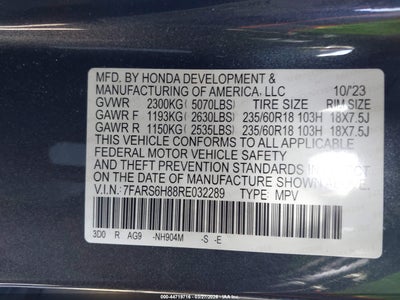 MFD. BY HONDA DEVELOPMENT &
MANUFACTURING OF AMERICA, LLC 10/'23
GVWR 2300KG(5070LBS) TIRE SIZE RIM SIZE
GAWR F 1193KG(2630LBS) 235/60R18 103H 18X7.5J
GAWR R 1150KG(2535LBS) 235/60R18 103H 18X7.5J
THIS VEHICLE CONFORMS TO ALL APPLICABLE
FEDERAL MOTOR VEHICLE SAFETY
AND THEFT PREVENTION STANDARDS IN EFFECT
ON THE DATE OF MANUFACTURE SHOWN ABOVE.
V.I.N: 7FARS6H88RE032289 TYPE MPV
3D0 R AG9 -NH904M -S -E